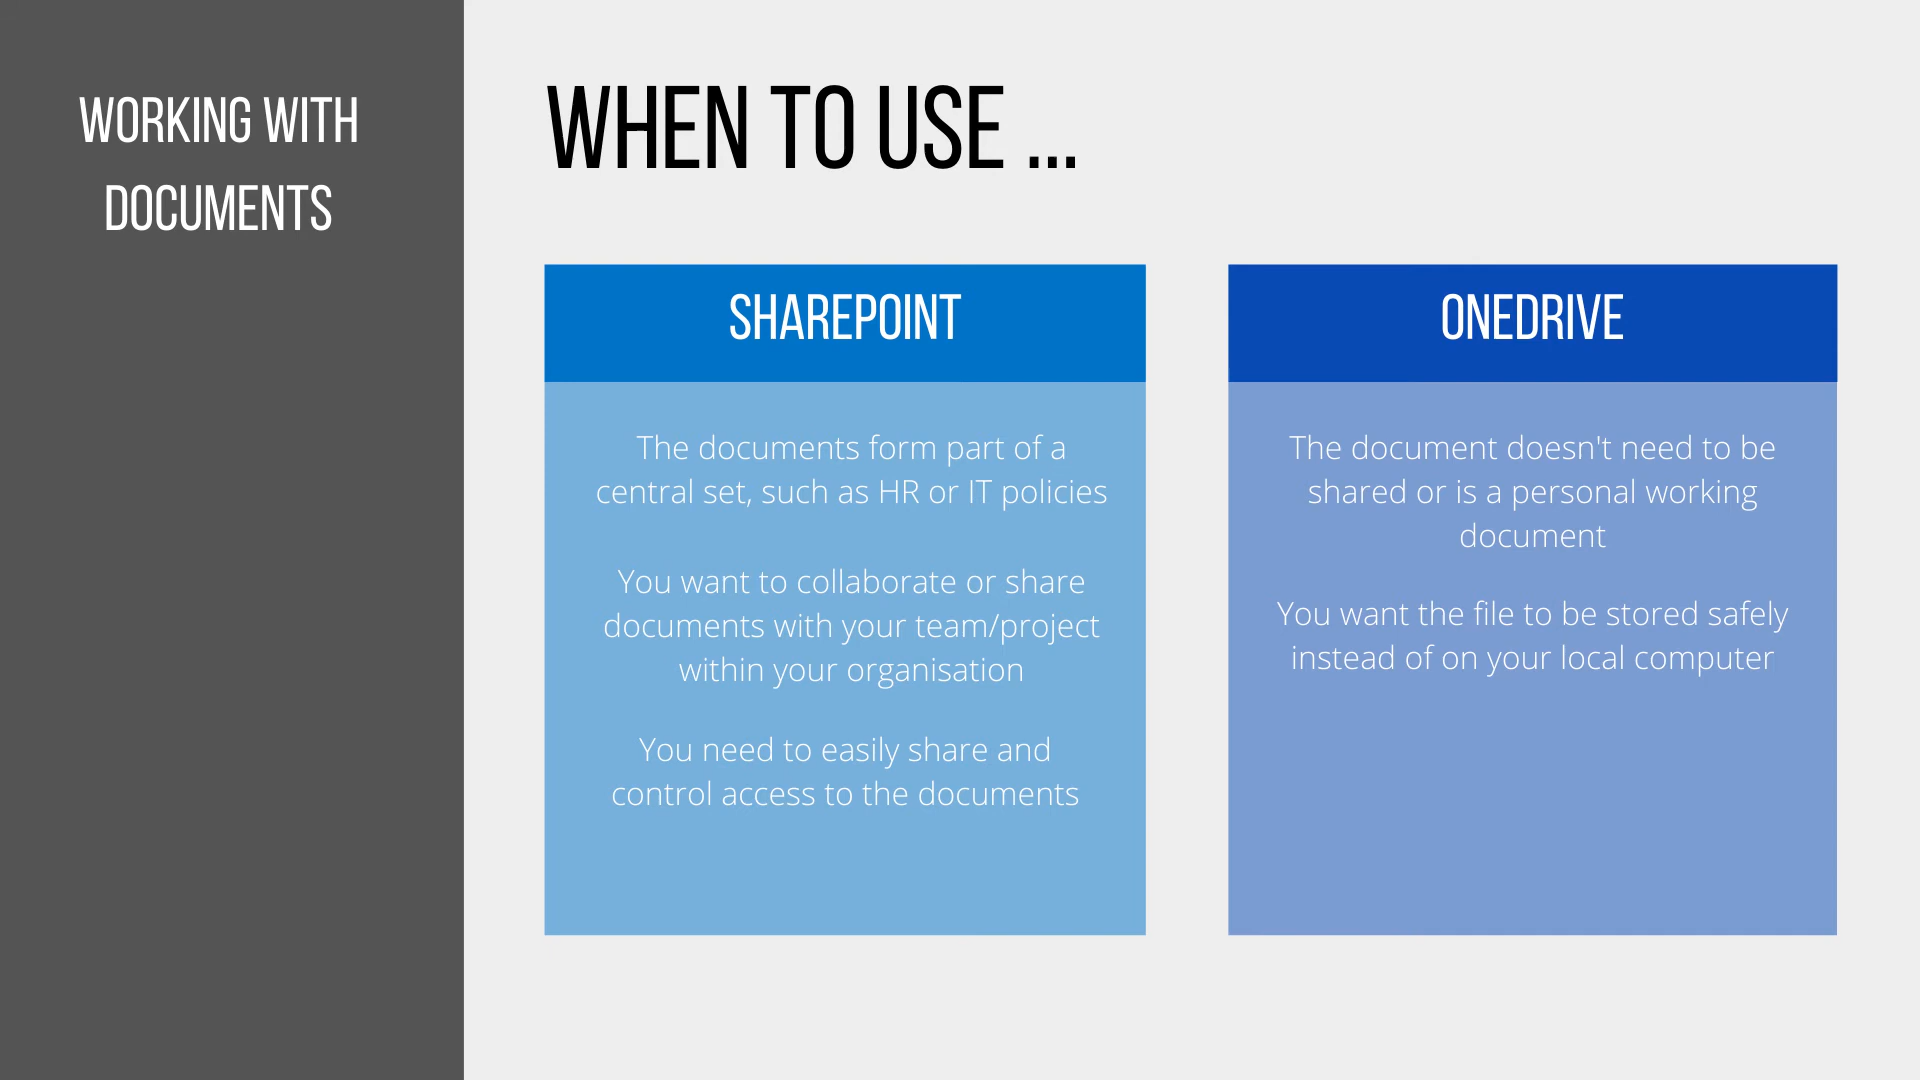 WORKING WITH
DOCUMENTS
WHEN TO USE ...
SHAREPOINT
The documents form part of a
central set, such as HR or IT policies
You want to collaborate or share
documents with your team/project
within your organisation
You need to easily share and
control access to the documents
ONEDRIVE
The document doesn't need to be
shared or is a personal working
document
You want the file to be stored safely
instead of on your local computer